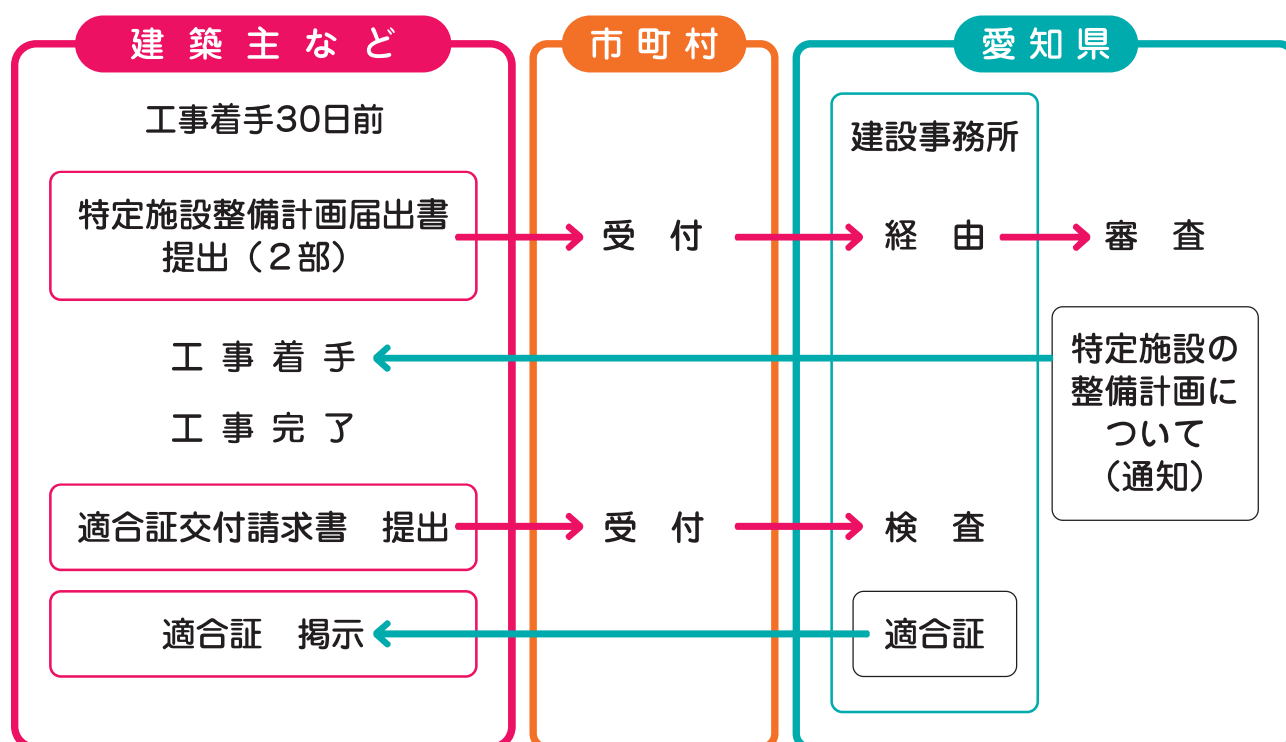 建築主など
市町村
愛知県
工事着手30日前
建設事務所
特定施設整備計画届出書
提出（２部）
受付
経由
審査
工事着手
特定施設の
整備計画に
ついて
（通知）
工事完了
適合証交付請求書　提出
受付
検査
適合証　掲示
適合証